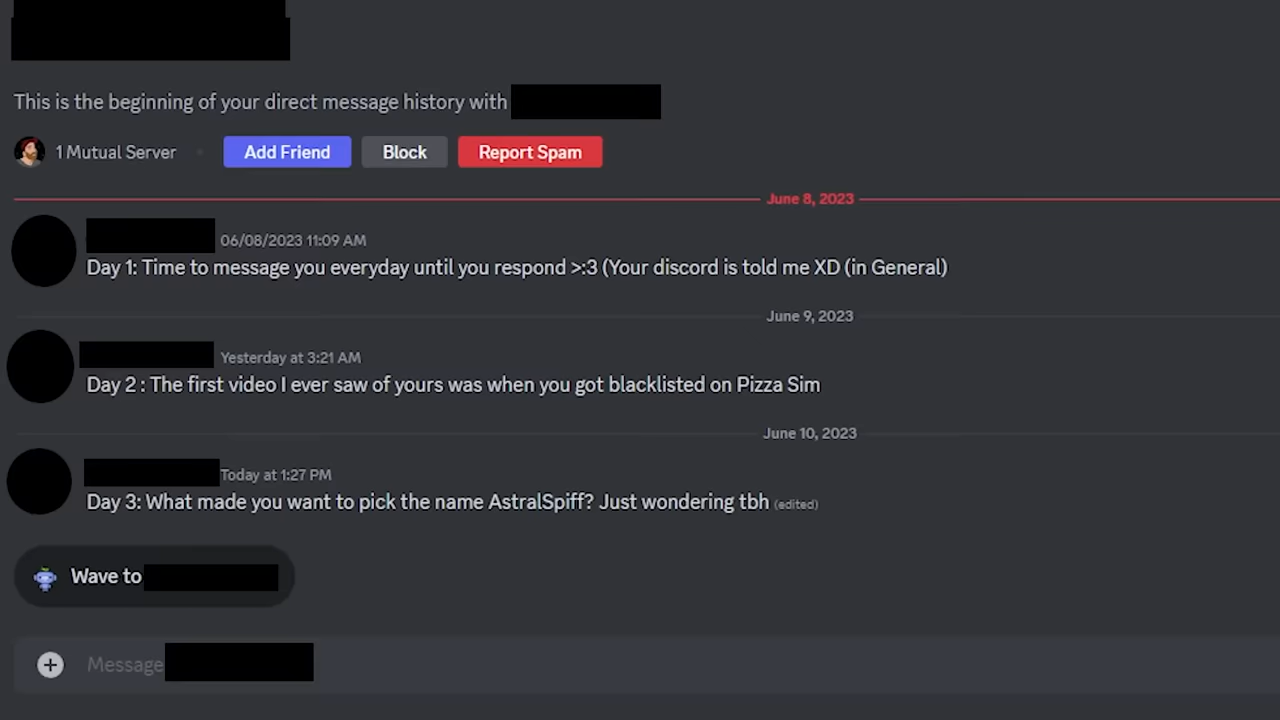 This is the beginning of your direct message history with
1 Mutual Server Add Friend Block Report Spam
June 8, 2023
06/08/2023 11:09 AM
Day 1: Time to message you everyday until you respond >:3 (Your discord is told me XD (in General)
June 9, 2023
Yesterday at 3:21 AM
Day 2 : The first video I ever saw of yours was when you got blacklisted on Pizza Sim
June 10, 2023
Today at 1:27 PM
Day 3: What made you want to pick the name AstralSpiff? Just wondering tbh (edited)
Wave to
Message